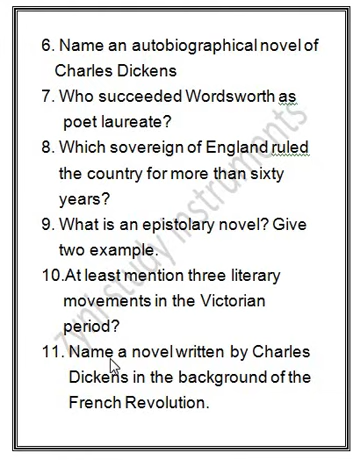 6. Name an autobiographical novel of
Charles Dickens
7. Who succeeded Wordsworth as
poet laureate?
8. Which sovereign of England ruled
the country for more than sixty
years?
9. What is an epistolary novel? Give
two example.
10.At least mention three literary
movements in the Victorian
period?
11. Name a novel written by Charles
Dickens in the background of the
French Revolution.